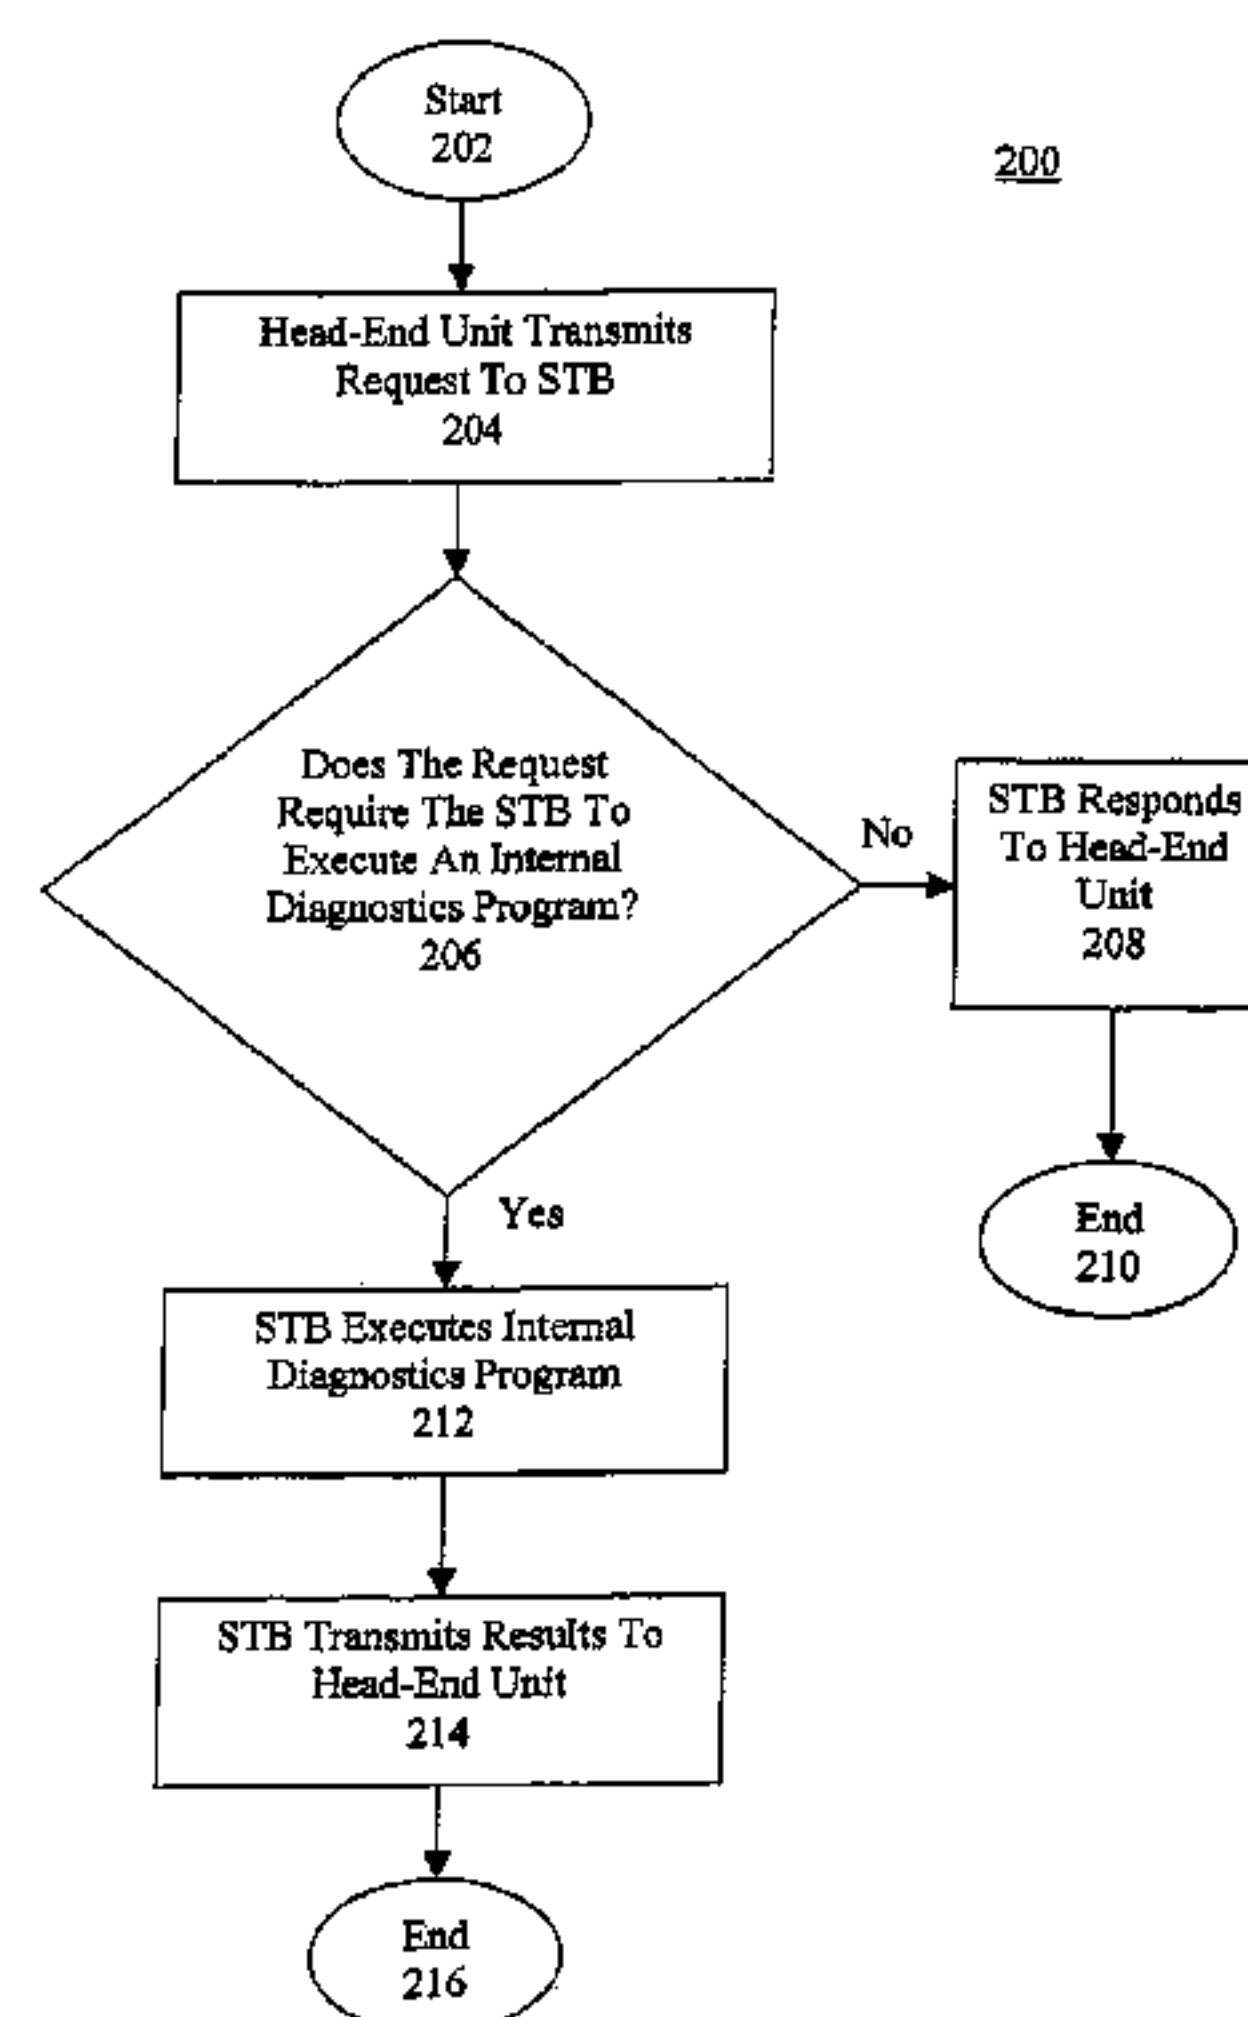 Start
202
200
Head-End Unit Transmits
Request To STB
204
Does The Request
Require The STB To
Execute An Internal
Diagnostics Program?
206
No
STB Responds
To Head-End
Unit
208
End
210
Yes
STB Executes Internal
Diagnostics Program
212
STB Transmits Results To
Head-End Unit
214
End
216